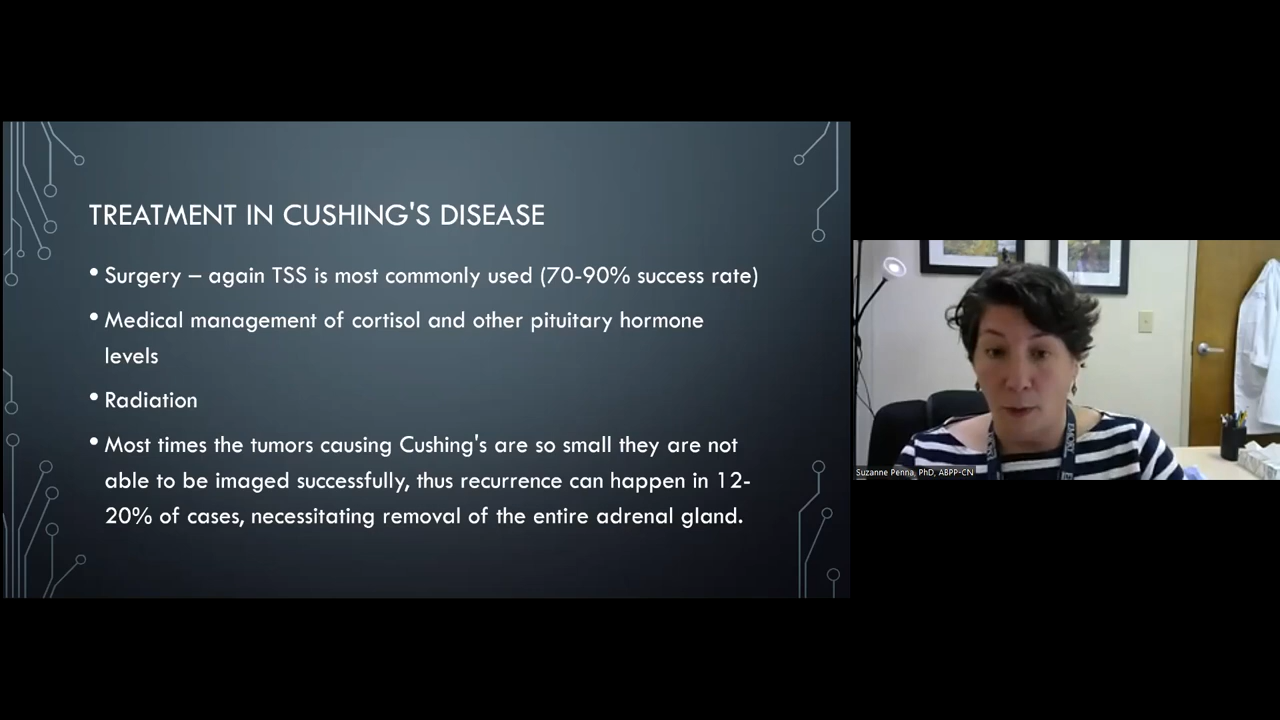 TREATMENT IN CUSHING'S DISEASE
• Surgery – again TSS is most commonly used (70-90% success rate)
• Medical management of cortisol and other pituitary hormone
levels
• Radiation
• Most times the tumors causing Cushing's are so small they are not
able to be imaged successfully, thus recurrence can happen in 12-
20% of cases, necessitating removal of the entire adrenal gland.
EMORY
Suzanne Penna, PhD, ABPP-CN